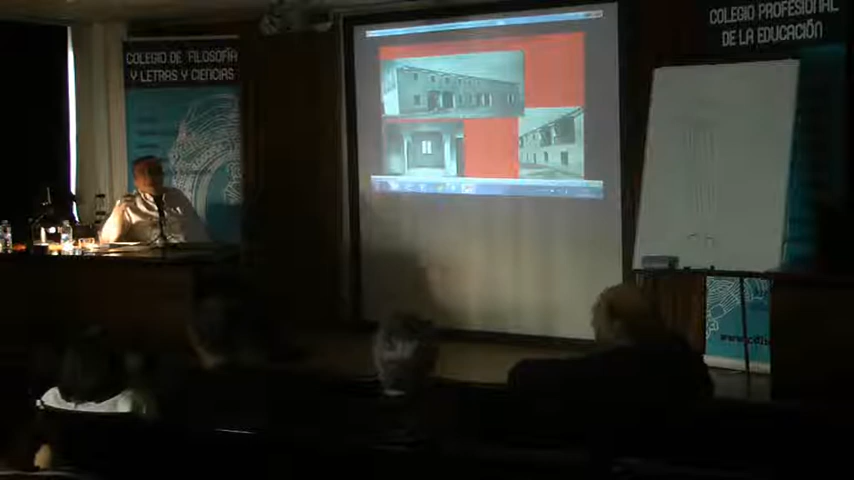 COLEGIO DE FILOSOFÍA
Y LETRAS Y CIENCIAS
COLEGIO PROFESIONAL
DE LA EDUCACIÓN